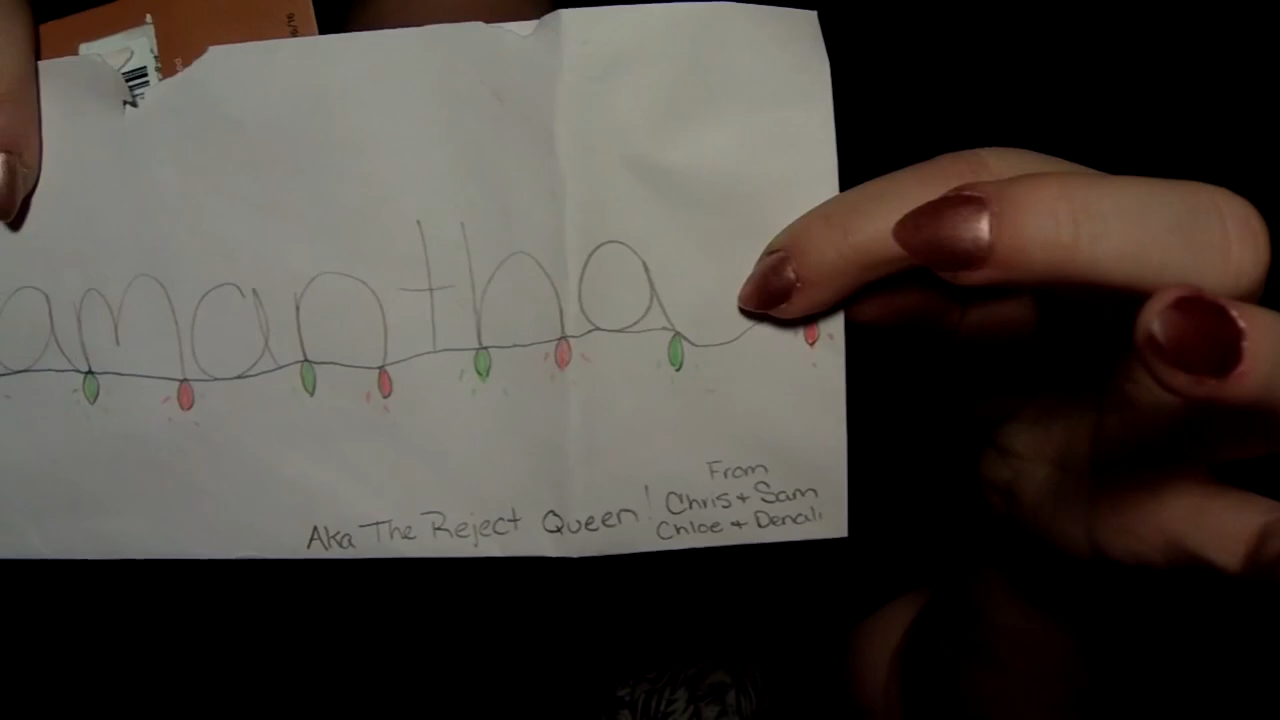 amantha
Aka The Reject Queen!
From
Chris + Sam
Chloe + Denali